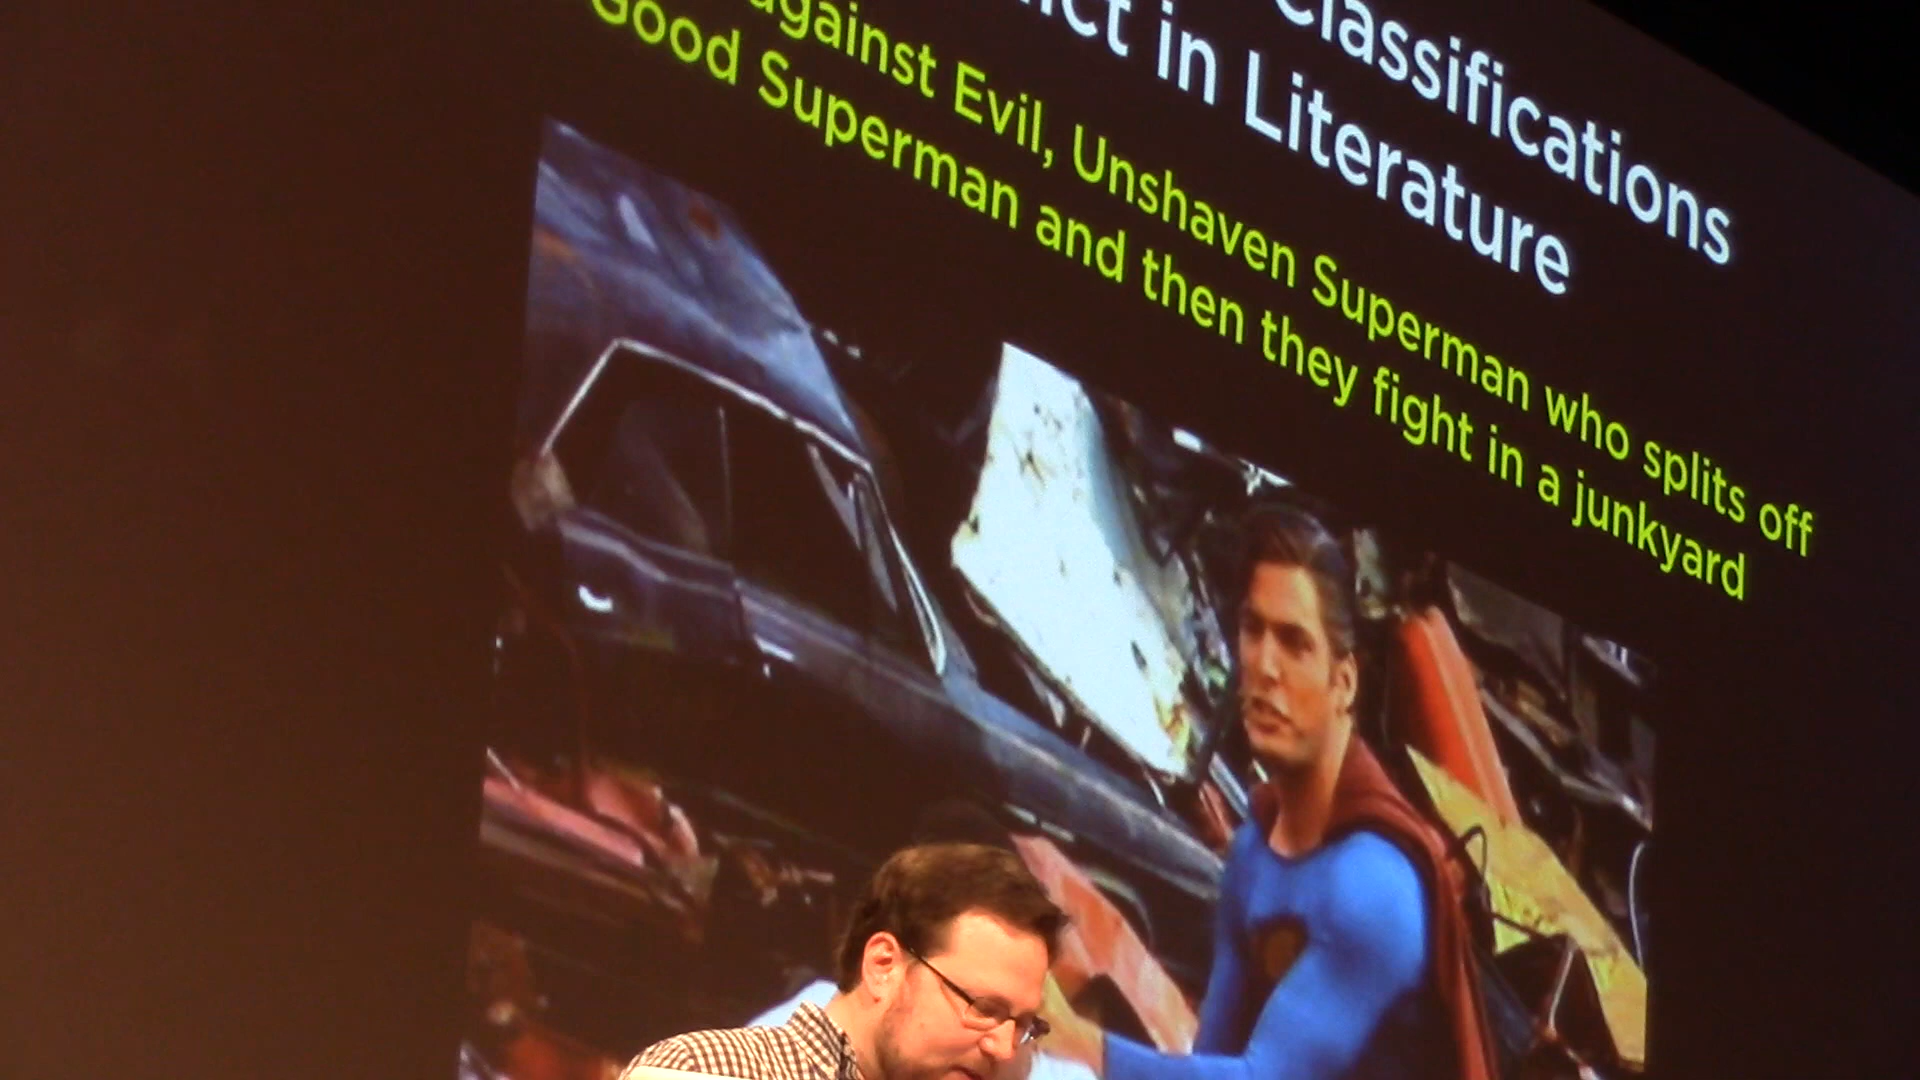 Classifications
in Literature
against Evil, Unshaven Superman who splits off
Good Superman and then they fight in a junkyard